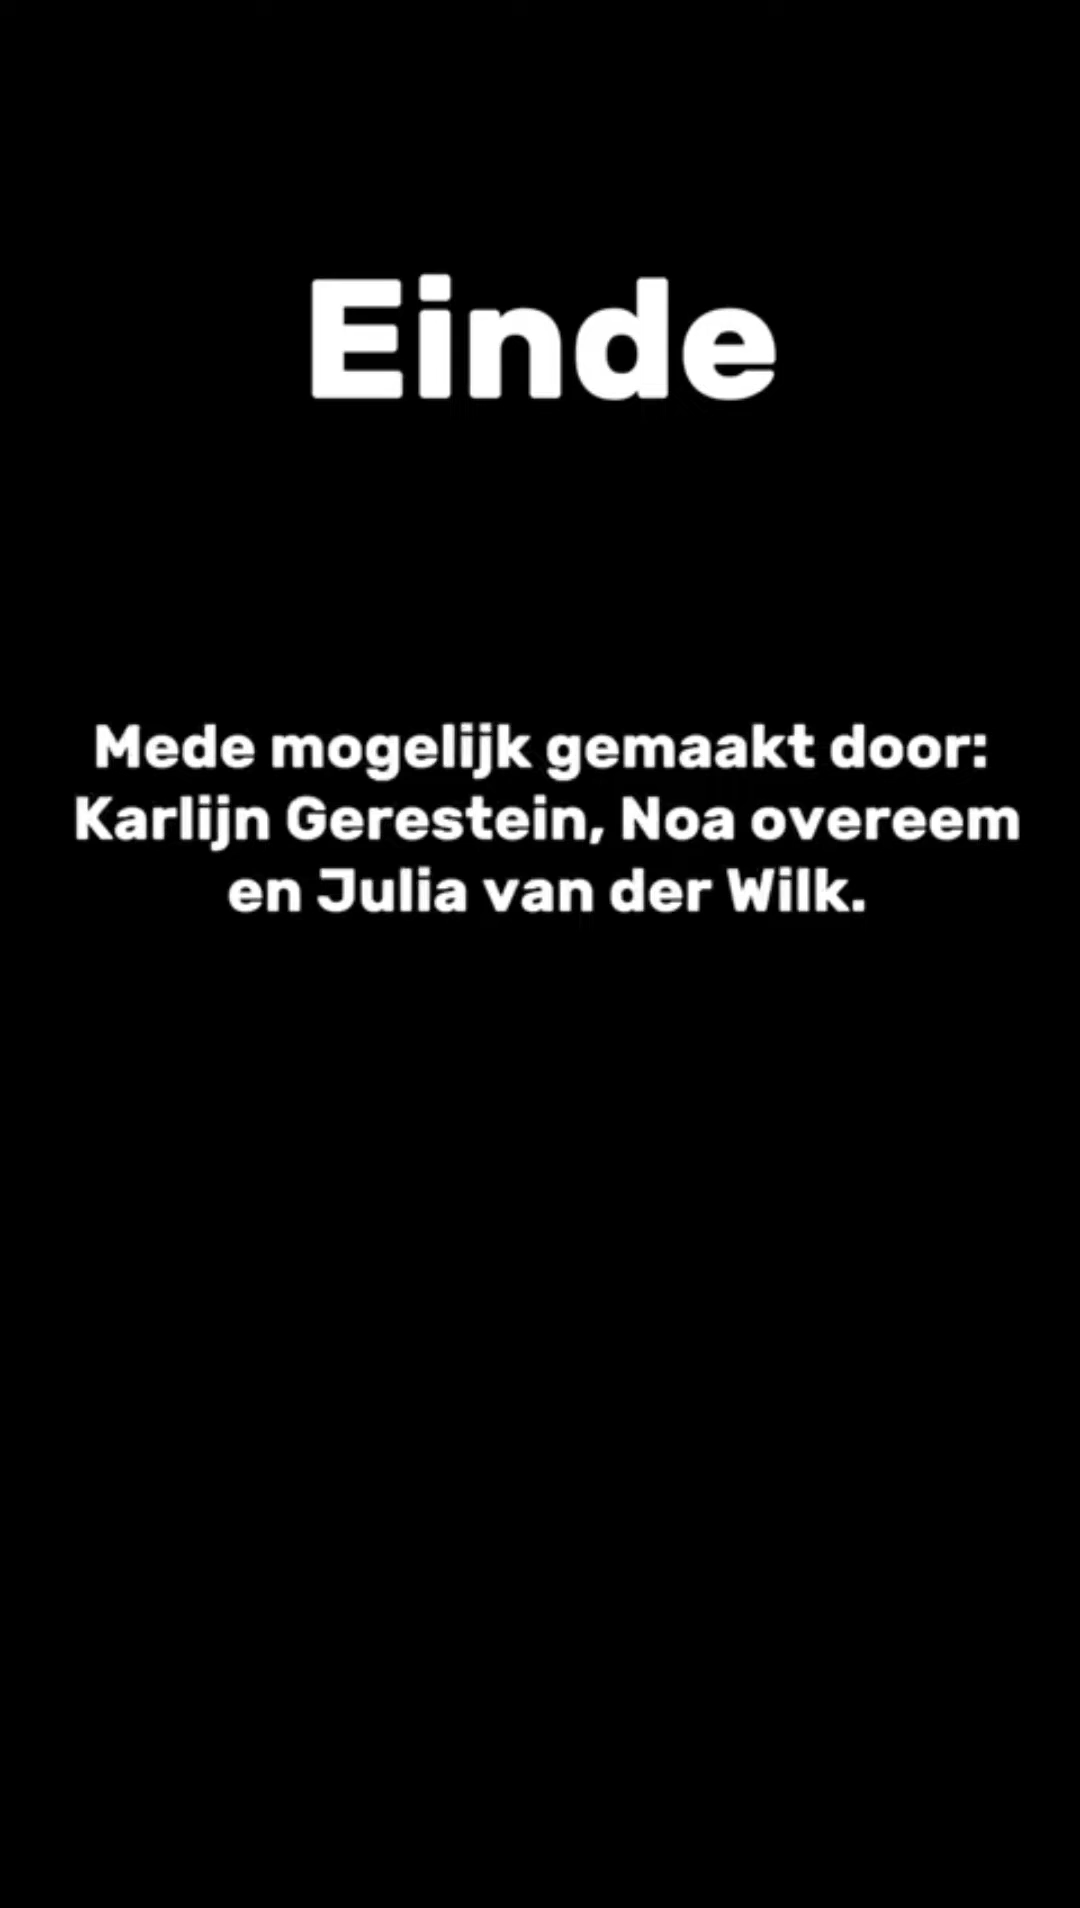 Einde
Mede mogelijk gemaakt door:
Karlijn Gerestein, Noa overeem
en Julia van der Wilk.